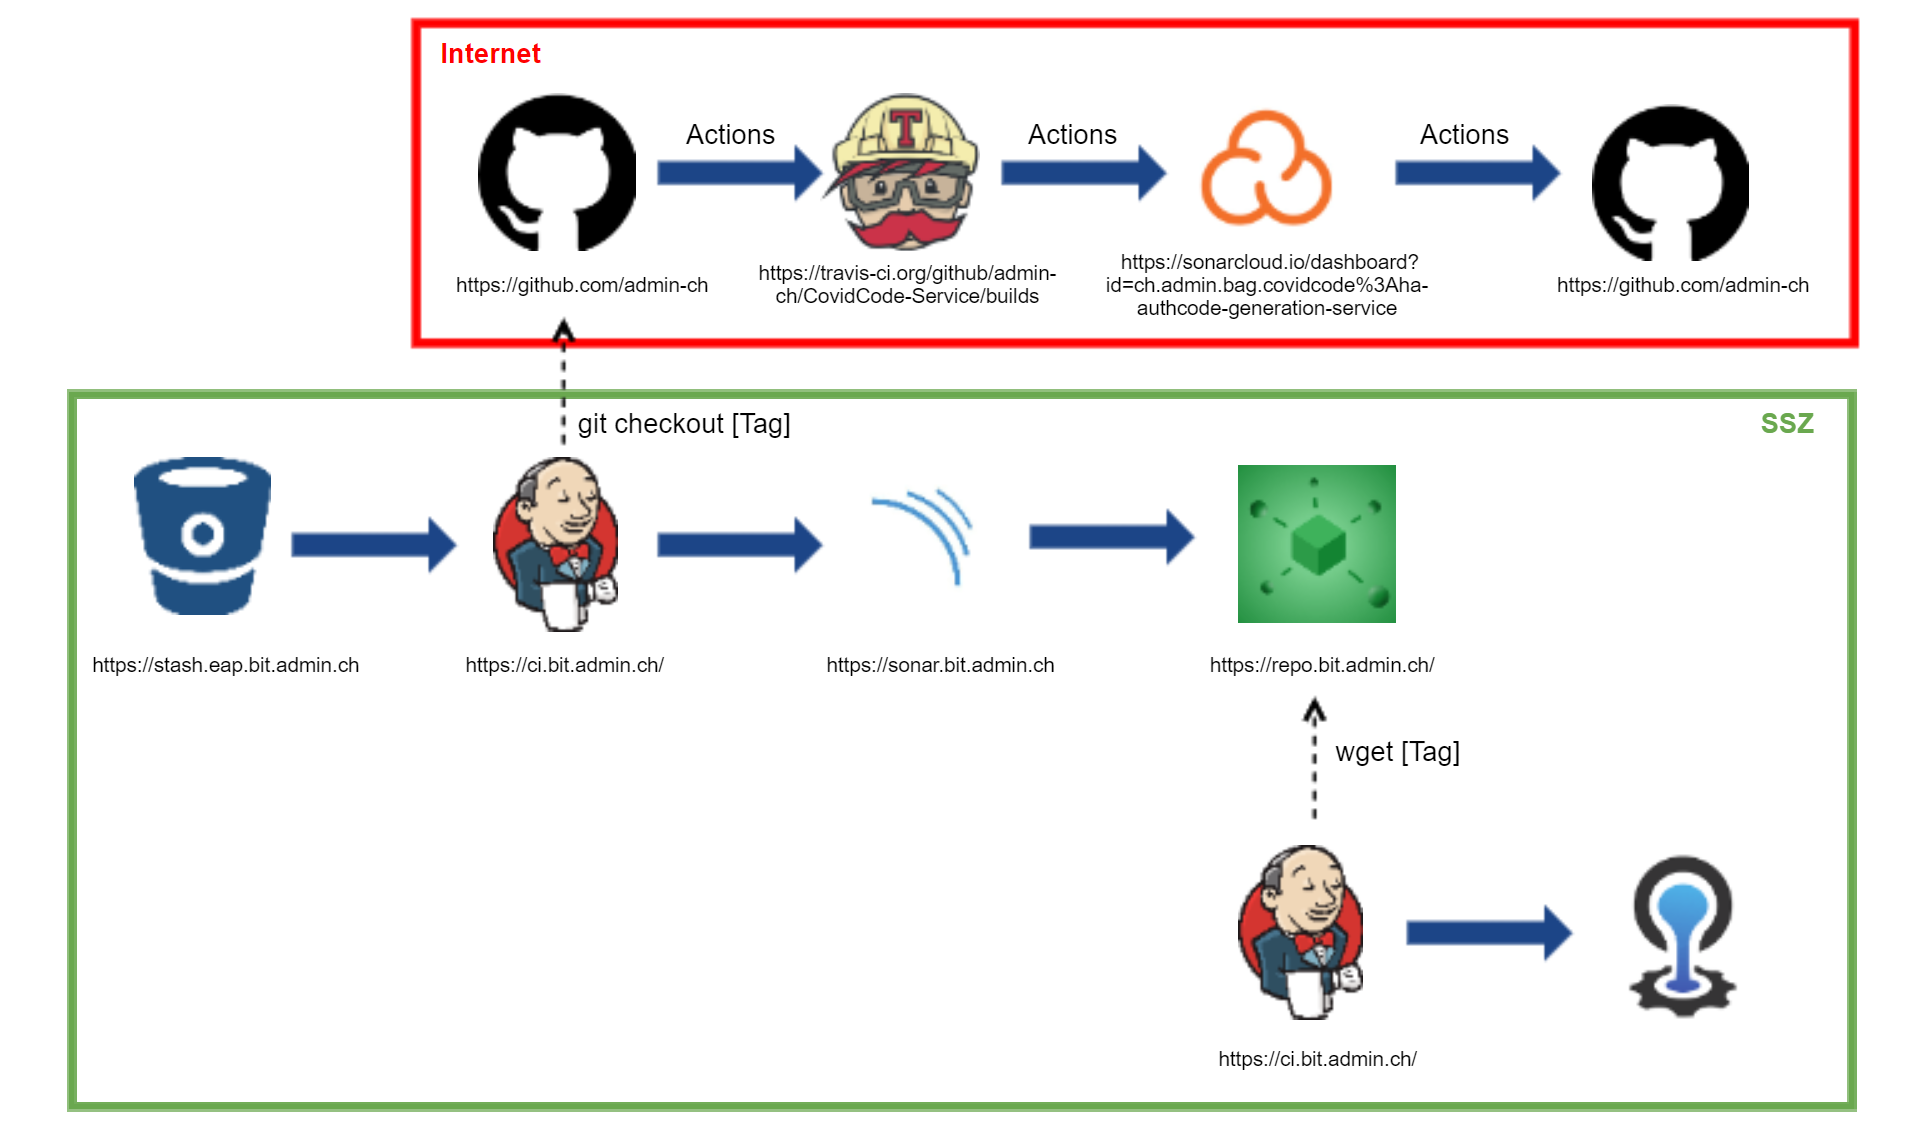 Internet
Actions
Actions
Actions
T
https://github.com/admin-ch
https://travis-ci.org/github/admin-
ch/CovidCode-Service/builds
https://sonarcloud.io/dashboard?
id=ch.admin.bag.covidcode%3Aha-
authcode-generation-service
https://github.com/admin-ch
git checkout [Tag]
SSZ
https://stash.eap.bit.admin.ch
https://ci.bit.admin.ch/
https://sonar.bit.admin.ch
https://repo.bit.admin.ch/
wget [Tag]
https://ci.bit.admin.ch/